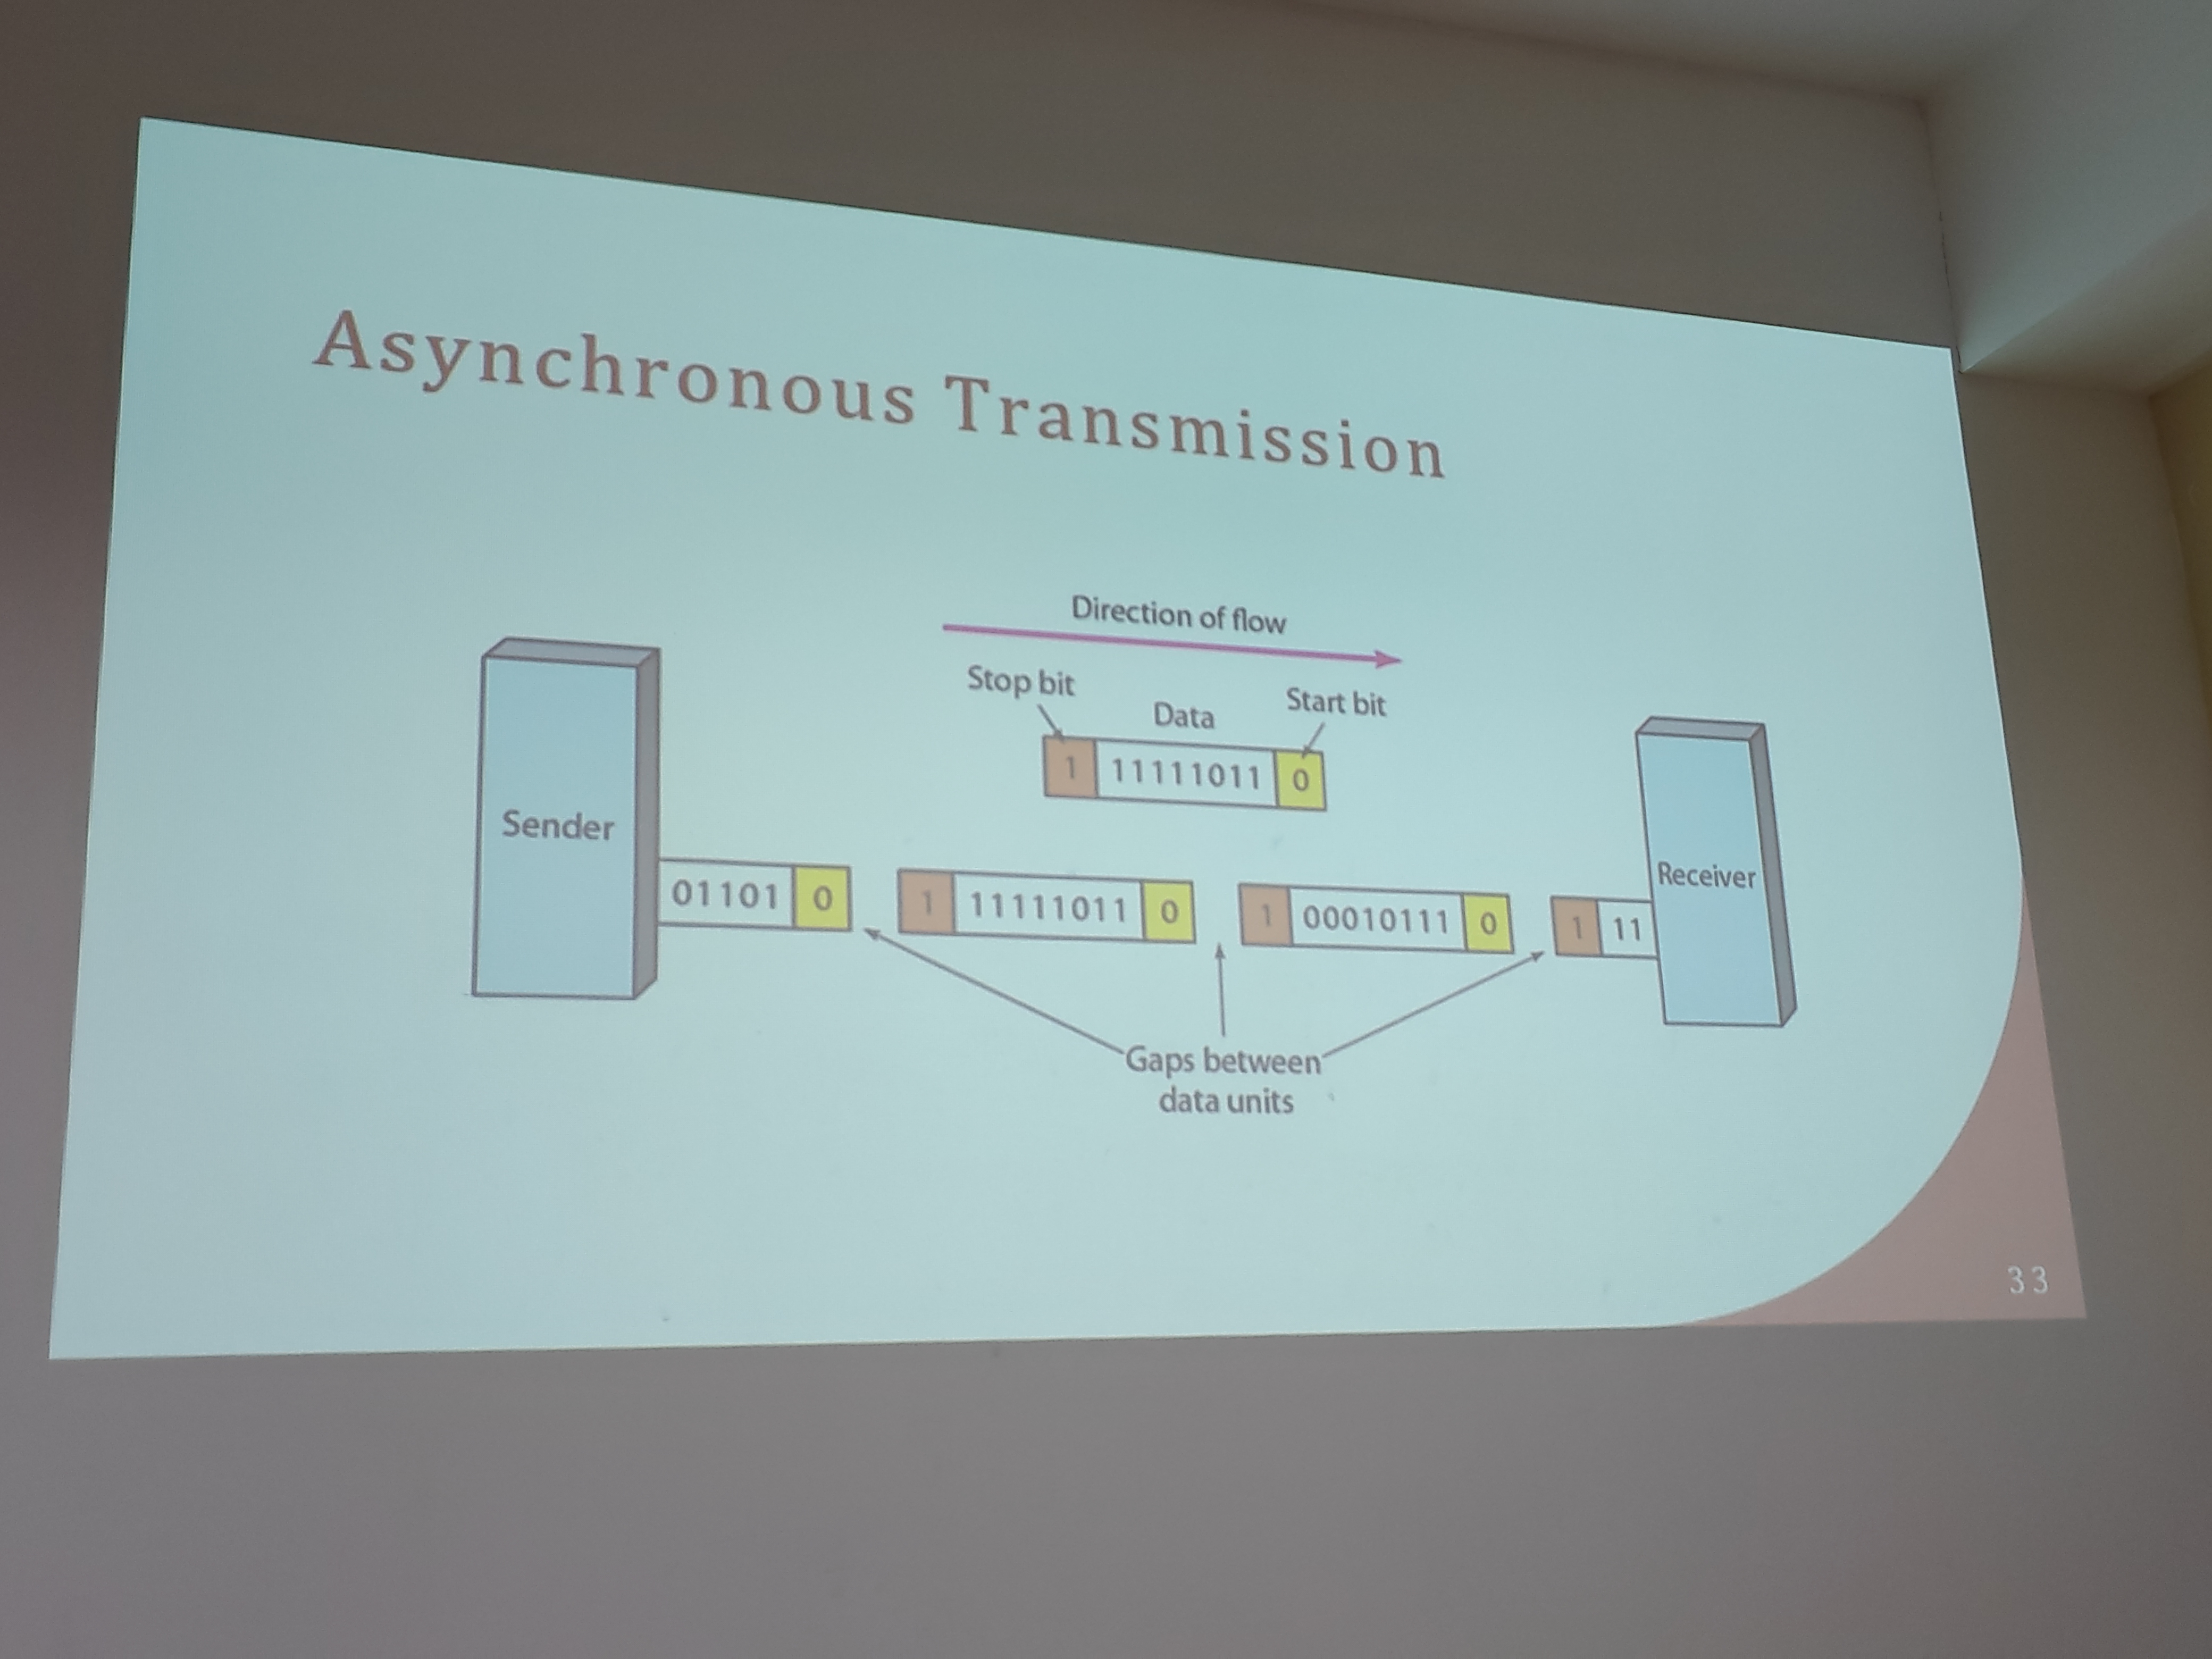 Asynchronous Transmission
Direction of flow
Stop bit
Data
Start bit
1 11111011 0
Sender
Receiver
01101 0
1 11111011 0
1 00010111 0
1 11
Gaps between
data units
33